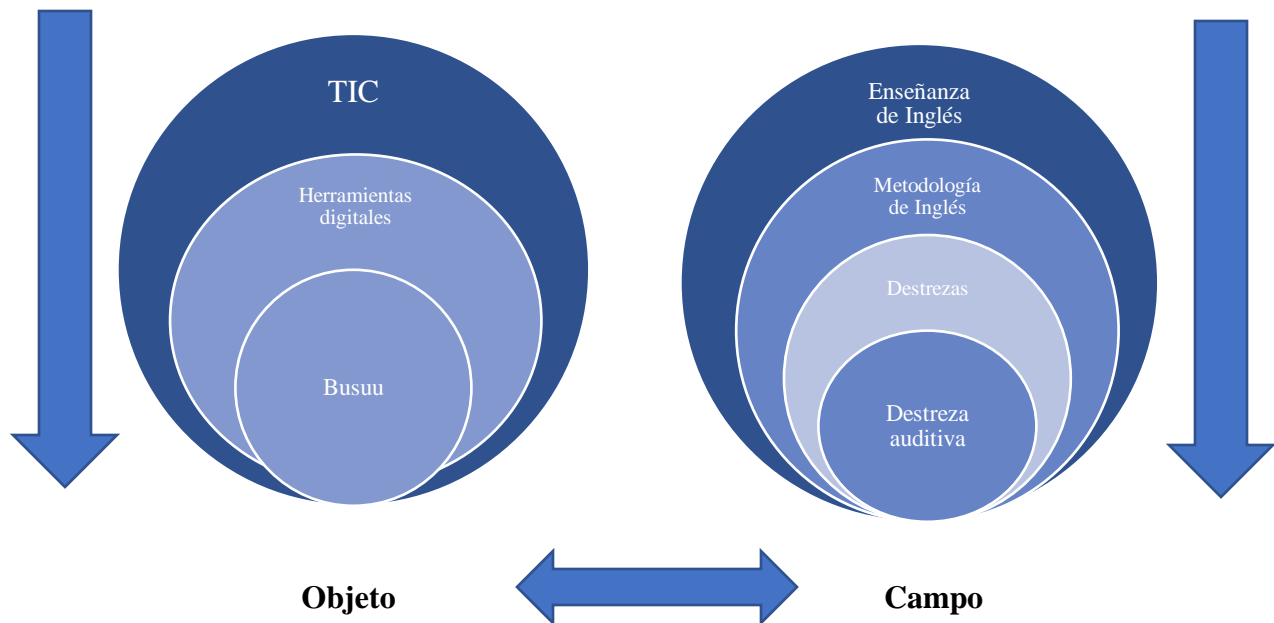 TIC
Herramientas
digitales
Busuu
Enseñanza
de Inglés
Metodología
de Inglés
Destrezas
Destreza
auditiva
Objeto
Campo